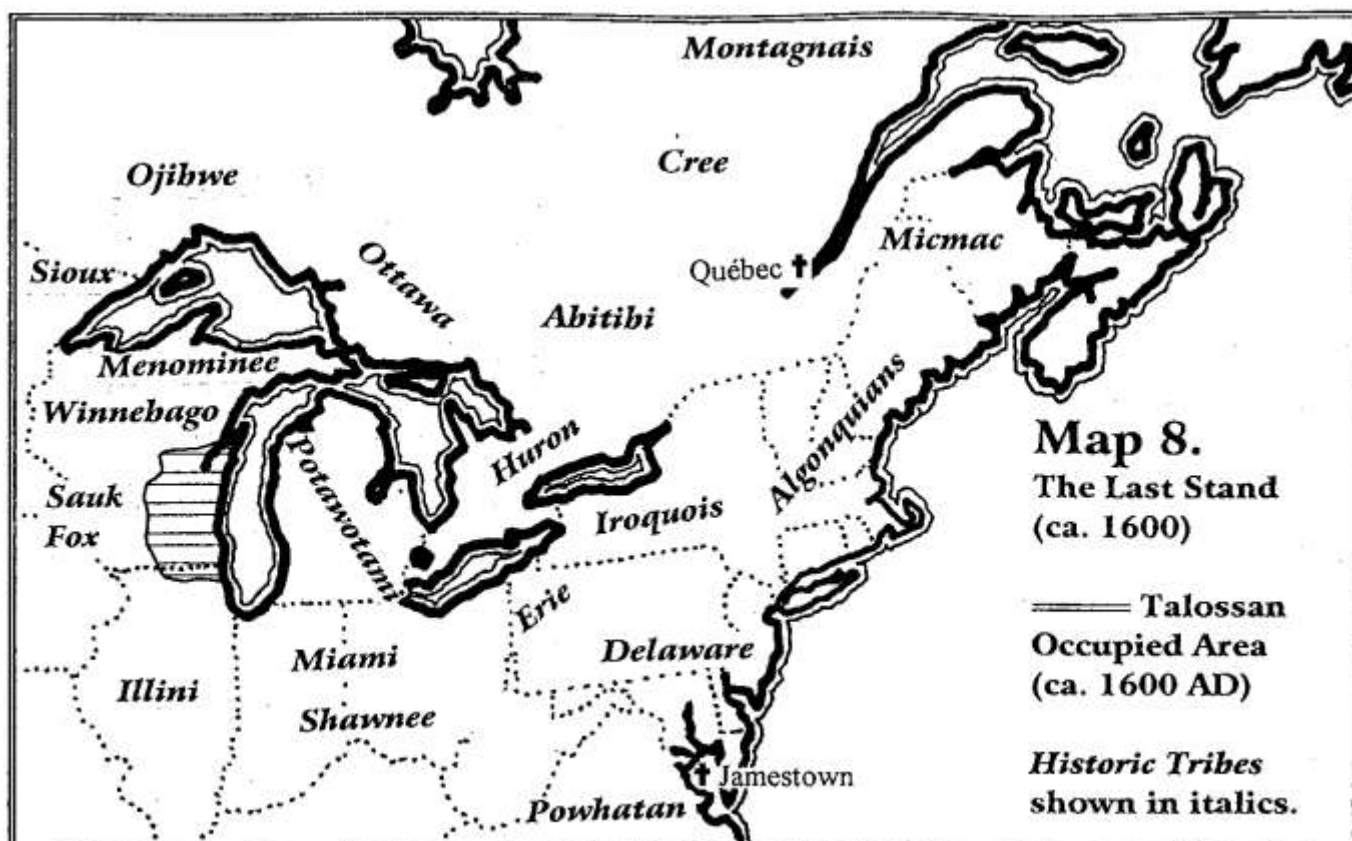 Montagnais
Cree
Ojibwe
Micmac
Sioux
Ottawa
Québec
Abitibi
Menominee
Winnebago
Algonquians
Map 8.
The Last Stand
(ca. 1600)
Huron
Potawotami
Sauk
Fox
Iroquois
Erie
Talossan
Occupied Area
(ca. 1600 AD)
Delaware
Miami
Illini
Shawnee
Historic Tribes
shown in italics.
Jamestown
Powhatan